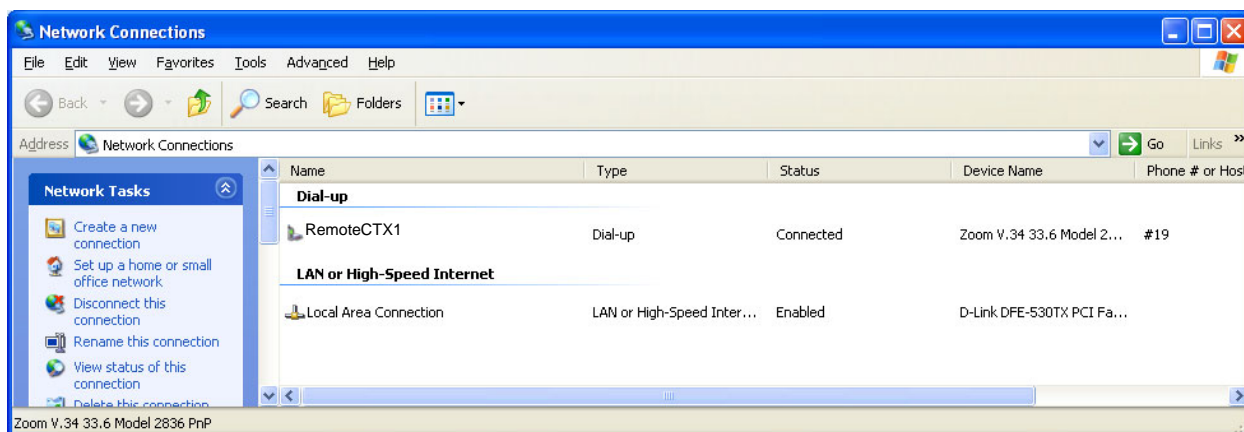 Network Connections
File Edit View Favorites Tools Advanced Help
Back Search Folders
Address Network Connections Go Links »
Network Tasks
Create a new
connection
Set up a home or small
office network
Disconnect this
connection
Rename this connection
View status of this
connection
Delete this connection
Name Type Status Device Name Phone # or Host
Dial-up
RemoteCTX1 Dial-up Connected Zoom V.34 33.6 Model 2... #19
LAN or High-Speed Internet
Local Area Connection LAN or High-Speed Inter... Enabled D-Link DFE-530TX PCI Fa...
Zoom V.34 33.6 Model 2836 PnP